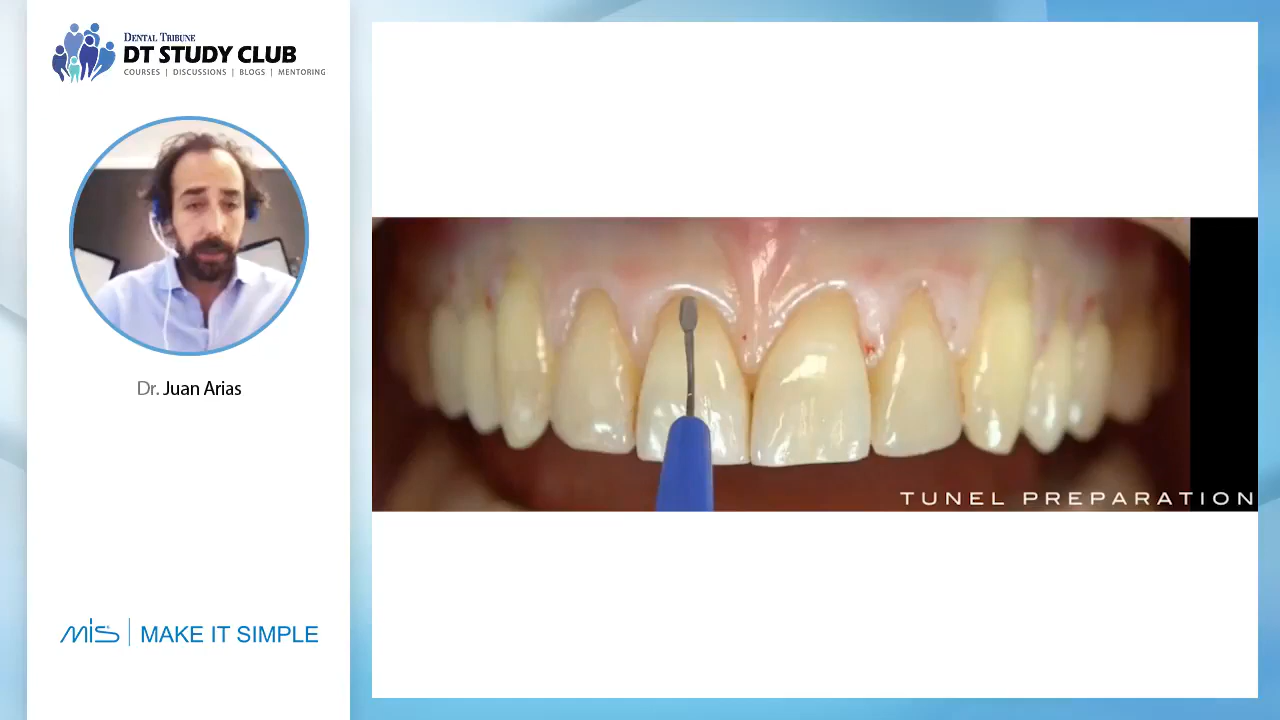 DENTAL TRIBUNE
DT STUDY CLUB
COURSES | DISCUSSIONS | BLOGS | MENTORING
Dr. Juan Arias
TUNEL PREPARATION
mis | MAKE IT SIMPLE